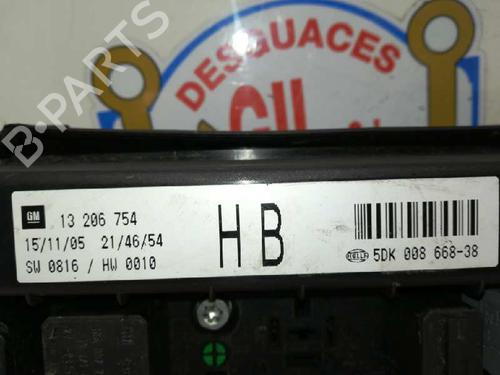 DESGUACES
GIL
B-PARTS
GM 13 206 754
15/11/05 21/46/54
SW 0816 / HW 0010
HB
HELLA 5DK 008 668-38